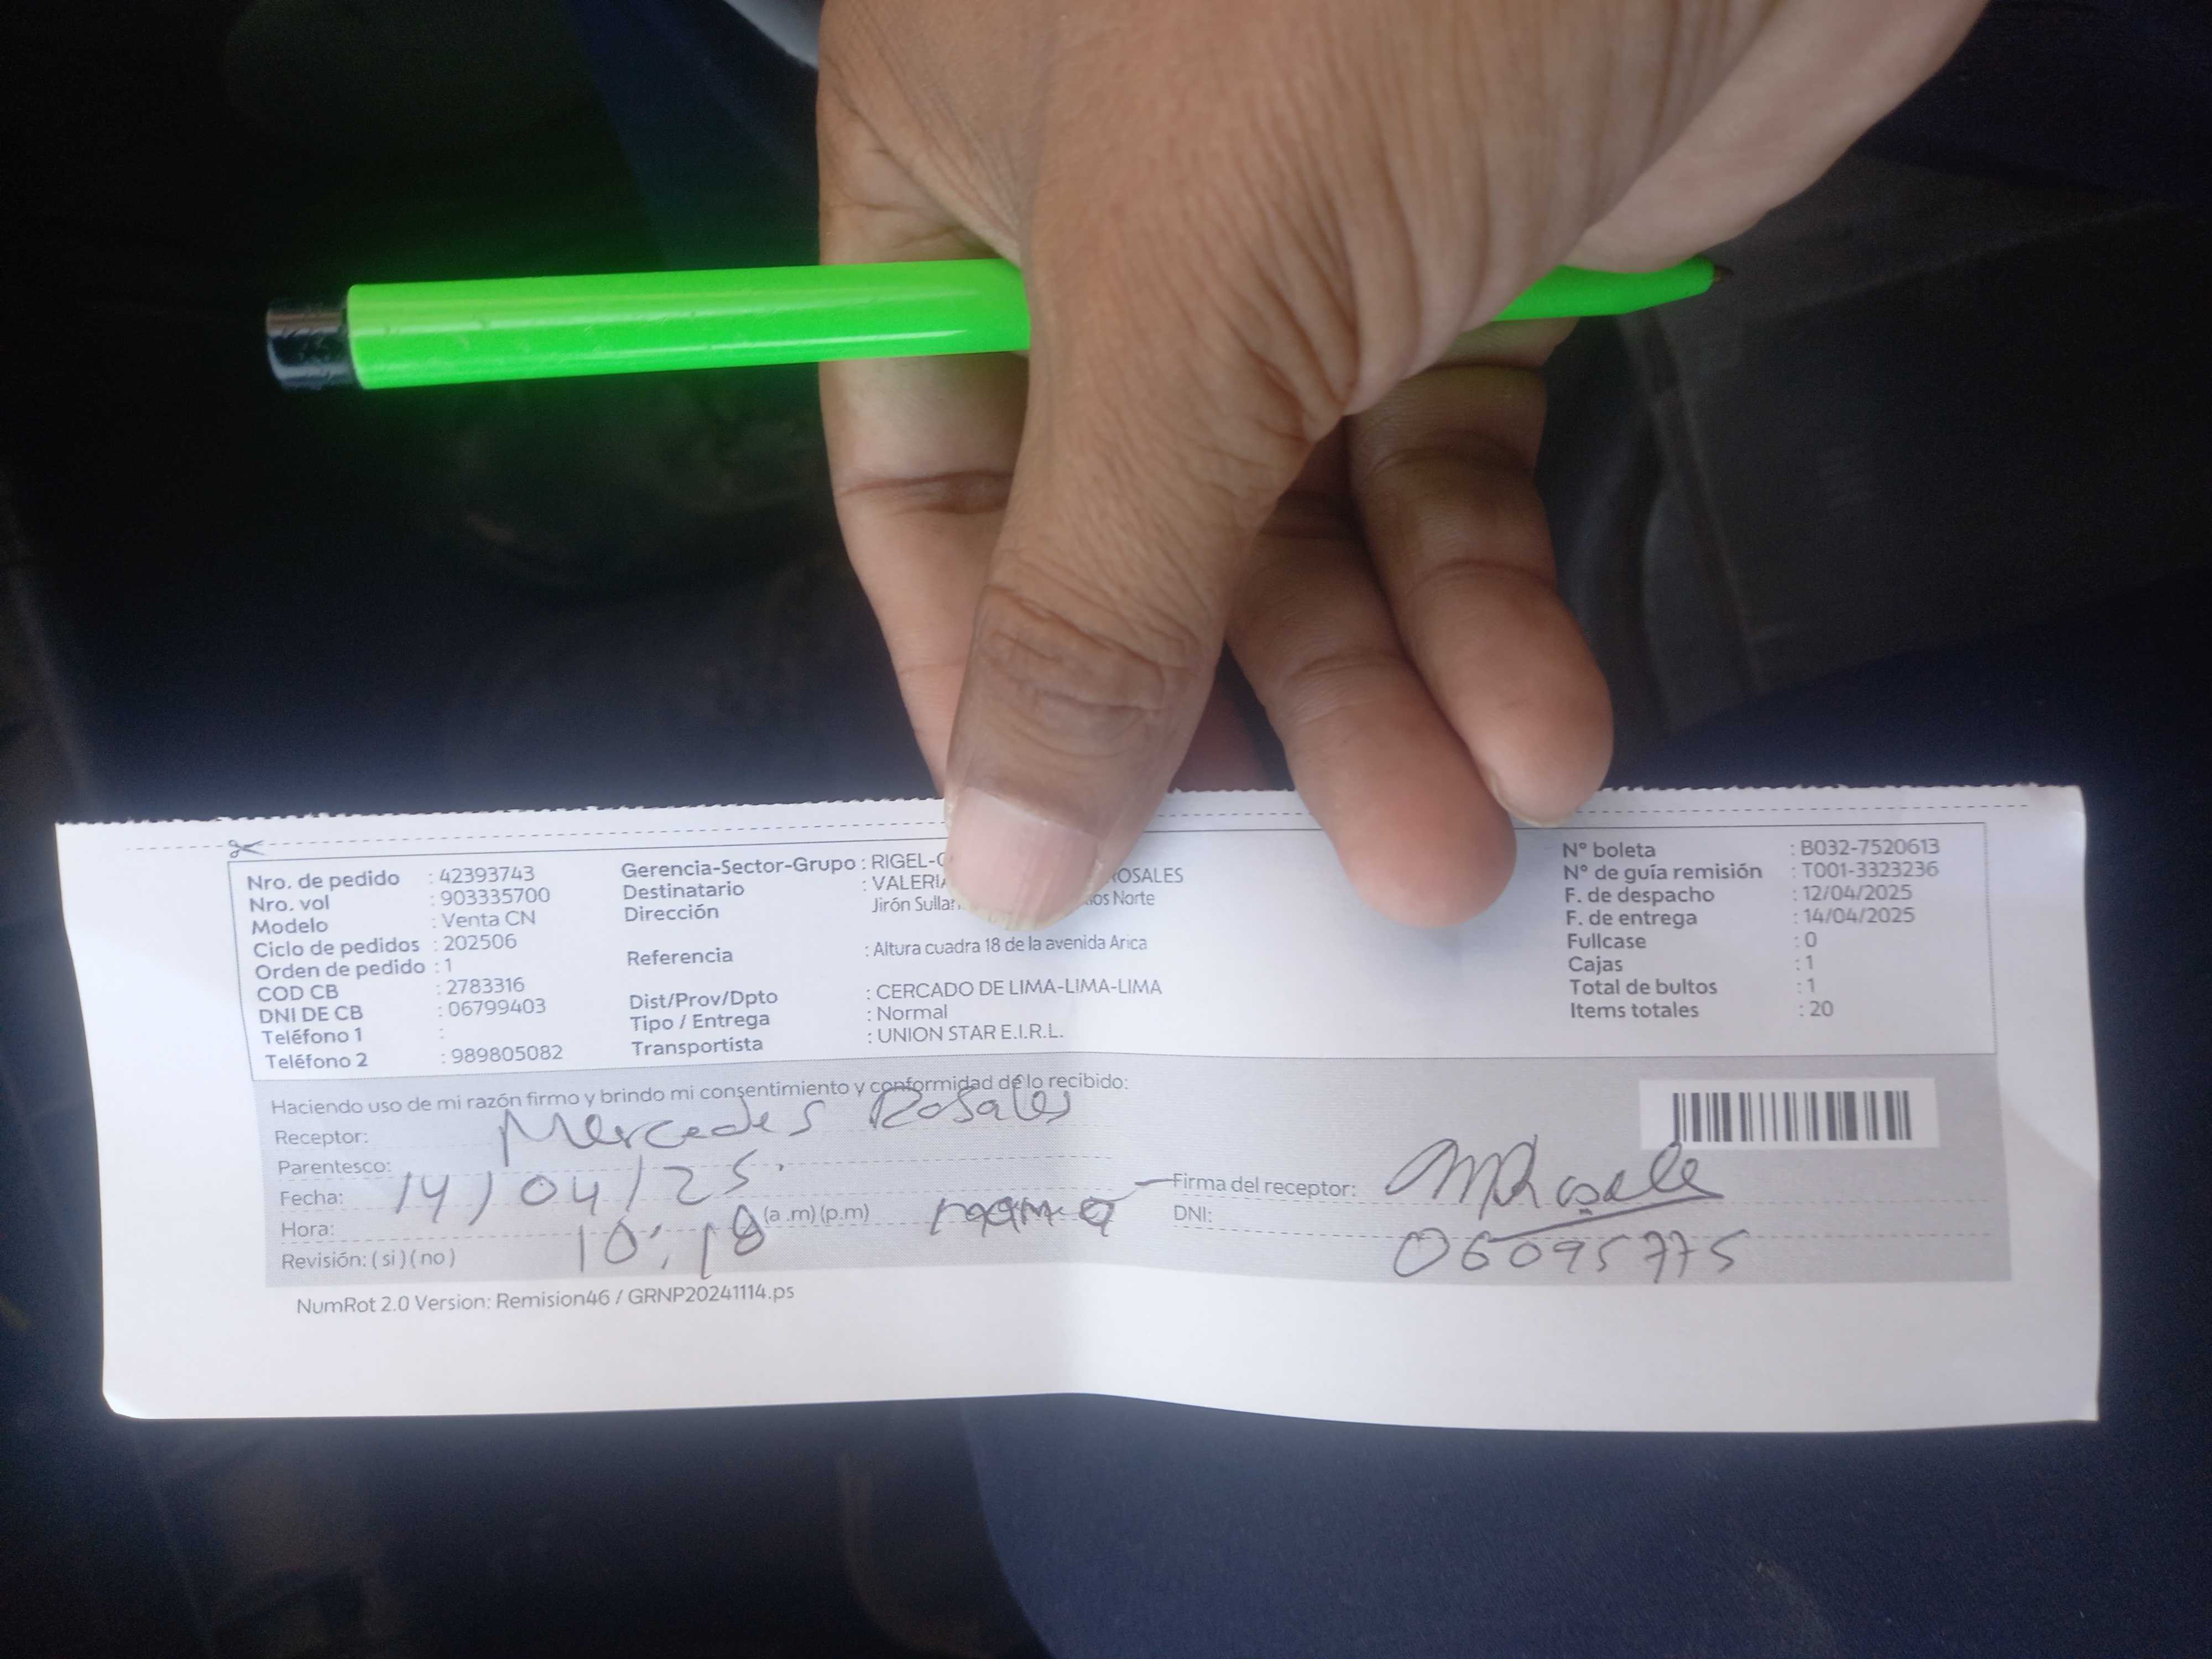 Nro. de pedido : 42393743
Nro. vol : 903335700
Modelo : Venta CN
Ciclo de pedidos : 202506
Orden de pedido : 1
COD CB : 2783316
DNI DE CB : 06799403
Teléfono 1 :
Teléfono 2 : 989805082
Gerencia-Sector-Grupo : RIGEL-
Destinatario : VALERIA ROSALES
Dirección Jirón Norte
Referencia : Altura cuadra 18 de la avenida Arica
Dist/Prov/Dpto : CERCADO DE LIMA-LIMA-LIMA
Tipo / Entrega : Normal
Transportista : UNION STAR E.I.R.L.
N° boleta : B032-7520613
N° de guía remisión : T001-3323236
F. de despacho : 12/04/2025
F. de entrega : 14/04/2025
Fullcase : 0
Cajas : 1
Total de bultos : 1
Items totales : 20
Haciendo uso de mi razón firmo y brindo mi consentimiento y conformidad de lo recibido:
Receptor: Mercedes Rosales
Parentesco:
Fecha: 14/04/25.
Hora: 10:18 (a .m) (p.m) mama
Revisión: ( si ) ( no )
Firma del receptor: MRosales
DNI: 06095775
NumRot 2.0 Version: Remision46 / GRNP20241114.ps